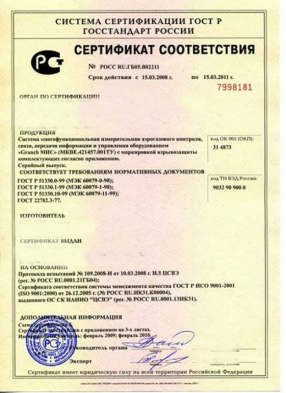 СИСТЕМА СЕРТИФИКАЦИИ ГОСТ Р
ГОССТАНДАРТ РОССИИ
СЕРТИФИКАТ СООТВЕТСТВИЯ
№ РОСС RU.ГБ05.В02211
Срок действия с 15.03.2008 г. по 15.03.2011 г.
7998181
ОРГАН ПО СЕРТИФИКАЦИИ
ПРОДУКЦИЯ
Система многофункциональная измерительная аэрогазового контроля,
связи, передачи информации и управления оборудованием
«Granch МИС» (МКВЕ.421457.001ТУ) с маркировкой взрывозащиты
комплектующих согласно приложению.
Серийный выпуск.
код ОК 005 (ОКП):
31 4873
СООТВЕТСТВУЕТ ТРЕБОВАНИЯМ НОРМАТИВНЫХ ДОКУМЕНТОВ
ГОСТ Р 51330.0-99 (МЭК 60079-0-98);
ГОСТ Р 51330.1-99 (МЭК 60079-1-98);
ГОСТ Р 51330.10-99 (МЭК 60079-11-99);
ГОСТ 22782.3-77.
код ТН ВЭД России:
9032 90 900 0
ИЗГОТОВИТЕЛЬ
СЕРТИФИКАТ ВЫДАН
НА ОСНОВАНИИ
Протокола испытаний № 109.2008-И от 10.03.2008 г. ИЛ ЦСВЭ
(рег. № РОСС RU.0001.21ГБ04);
Сертификата соответствия системы менеджмента качества ГОСТ Р ИСО 9001-2001
(ISO 9001:2000) от 26.12.2005 г. (№ РОСС RU.ИК31.К00004),
выданного ОС СК НАНИО "ЦСВЭ" (рег. № РОСС RU.0001.13ИК31).
ДОПОЛНИТЕЛЬНАЯ ИНФОРМАЦИЯ
с приложением на 3-х листах.
февраль 2009; февраль 2010.
Эксперт
Сертификат имеет юридическую силу на всей территории Российской Федерации